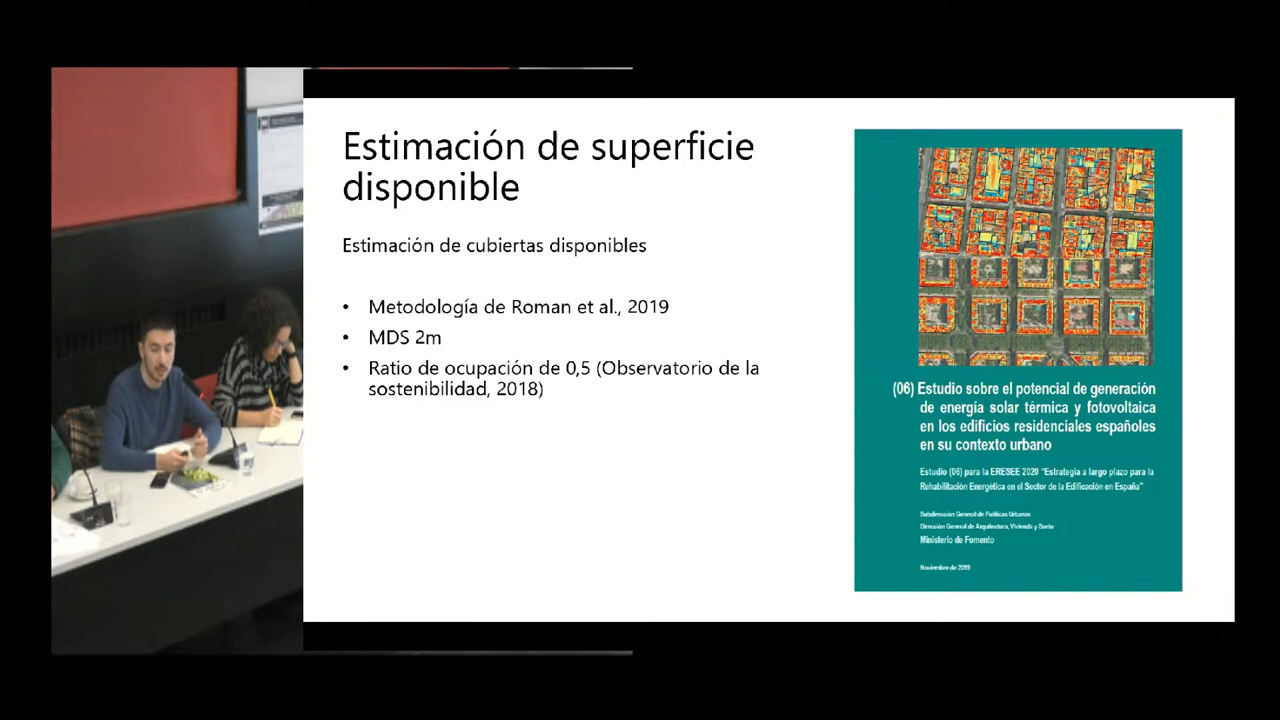 Estimación de superficie
disponible
Estimación de cubiertas disponibles
• Metodología de Roman et al., 2019
• MDS 2m
• Ratio de ocupación de 0,5 (Observatorio de la
sostenibilidad, 2018)
(06) Estudio sobre el potencial de generación
de energía solar térmica y fotovoltaica
en los edificios residenciales españoles
en su contexto urbano
Estudio (06) para la ERESEE 2020 "Estrategia a largo plazo para la
Rehabilitación Energética en el Sector de la Edificación en España"
Subdirección General de Políticas Urbanas
Dirección General de Arquitectura, Vivienda y Suelo
Ministerio de Fomento
Noviembre de 2019